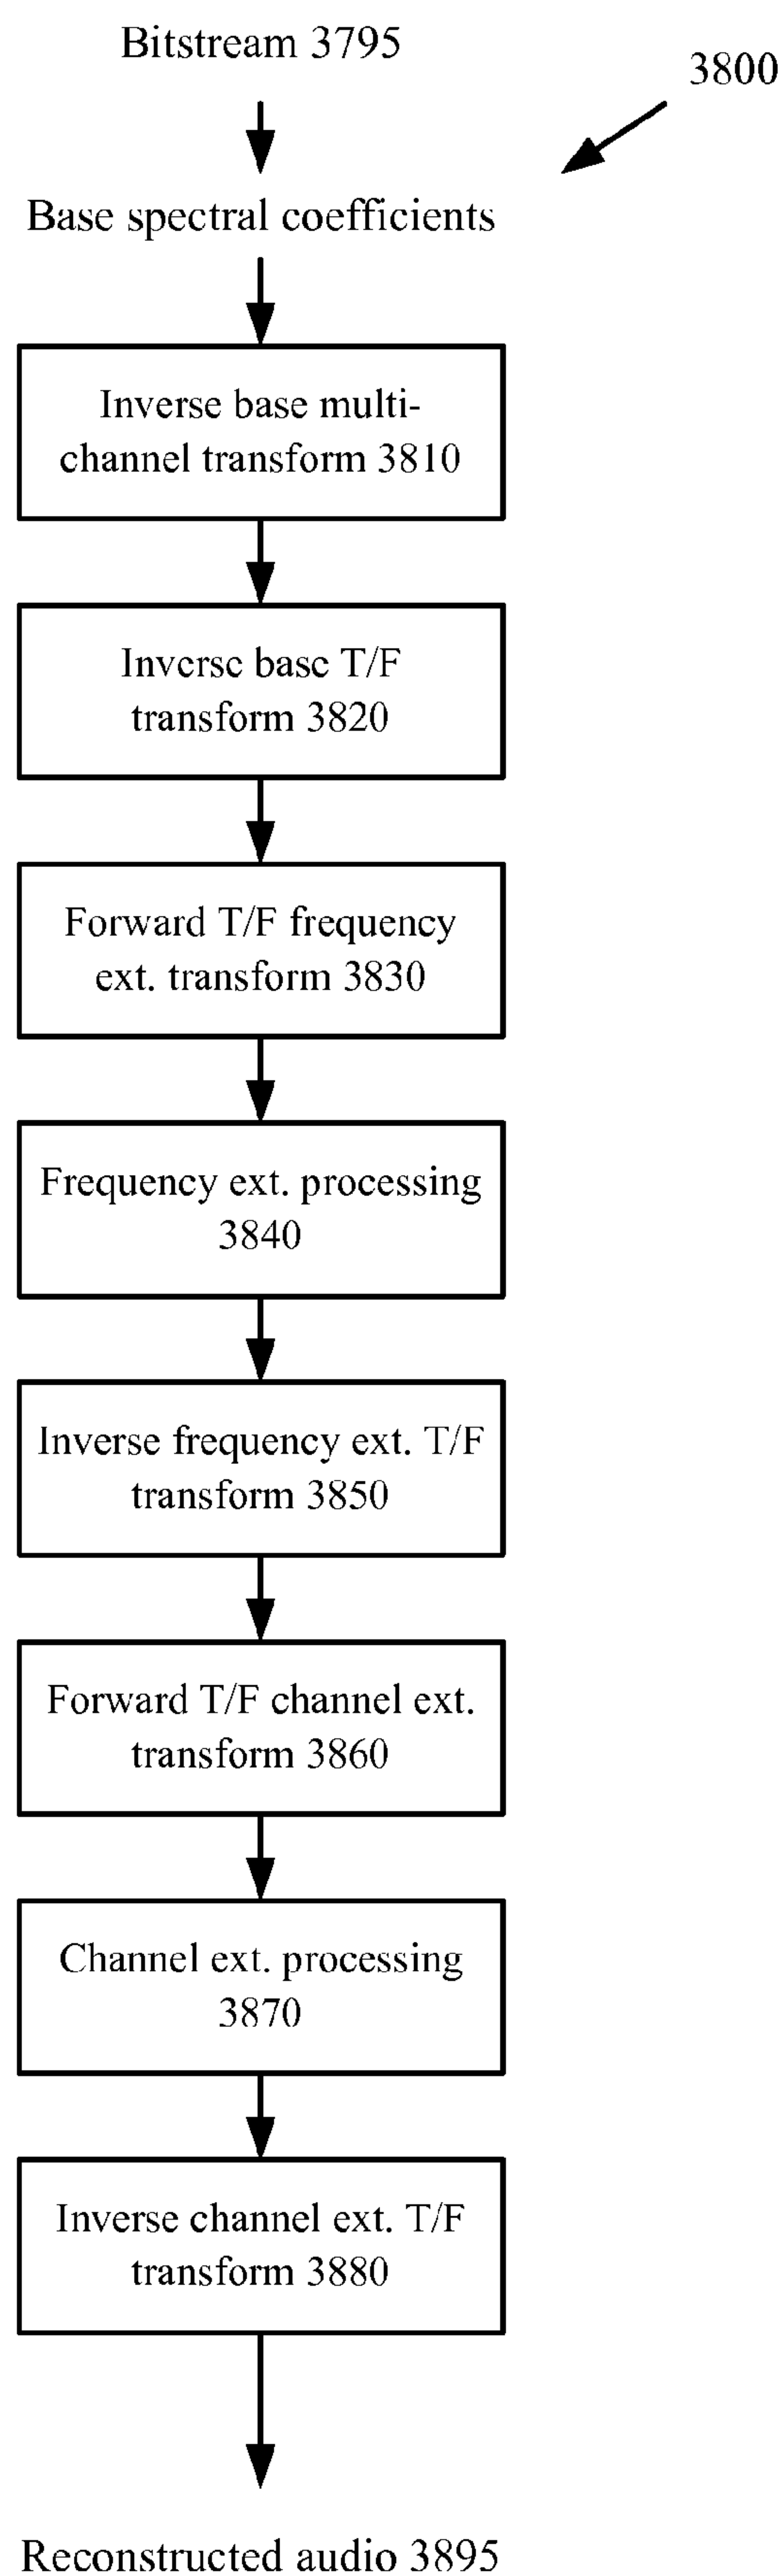 Bitstream 3795
3800
Base spectral coefficients
Inverse base multi-
channel transform 3810
Inverse base T/F
transform 3820
Forward T/F frequency
ext. transform 3830
Frequency ext. processing
3840
Inverse frequency ext. T/F
transform 3850
Forward T/F channel ext.
transform 3860
Channel ext. processing
3870
Inverse channel ext. T/F
transform 3880
Reconstructed audio 3895